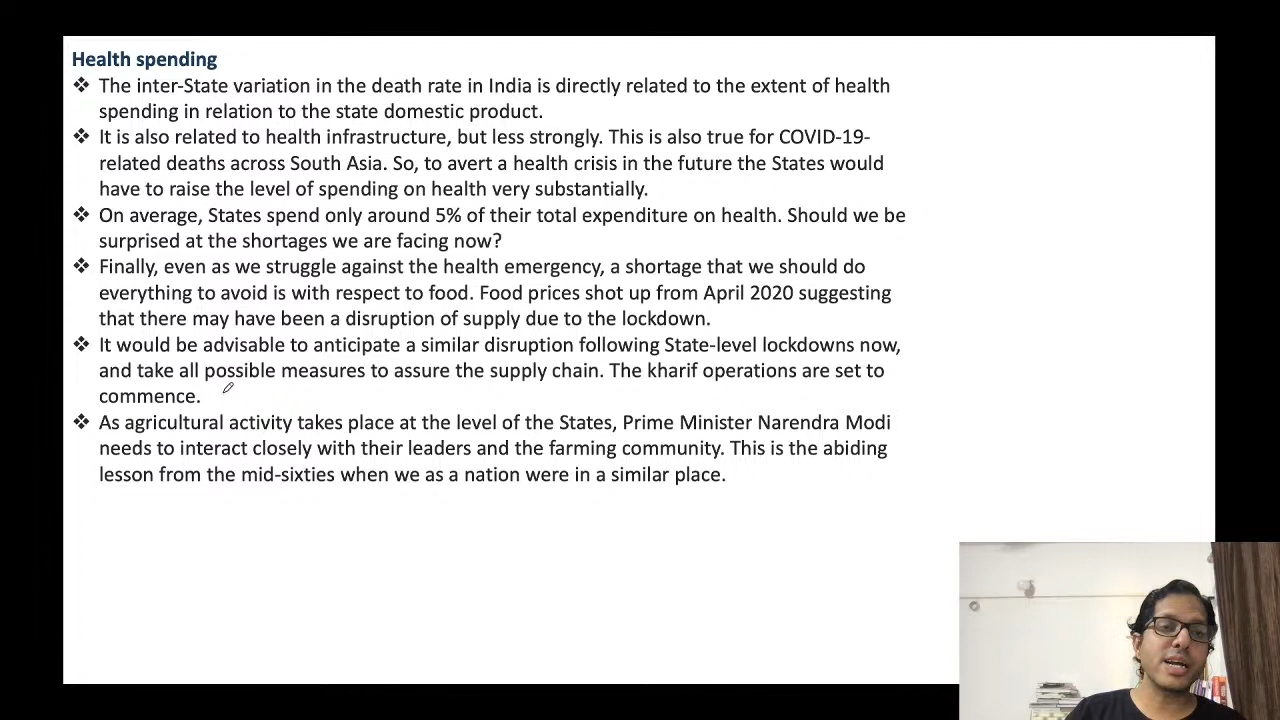 Health spending
❖ The inter-State variation in the death rate in India is directly related to the extent of health
spending in relation to the state domestic product.
❖ It is also related to health infrastructure, but less strongly. This is also true for COVID-19-
related deaths across South Asia. So, to avert a health crisis in the future the States would
have to raise the level of spending on health very substantially.
❖ On average, States spend only around 5% of their total expenditure on health. Should we be
surprised at the shortages we are facing now?
❖ Finally, even as we struggle against the health emergency, a shortage that we should do
everything to avoid is with respect to food. Food prices shot up from April 2020 suggesting
that there may have been a disruption of supply due to the lockdown.
❖ It would be advisable to anticipate a similar disruption following State-level lockdowns now,
and take all possible measures to assure the supply chain. The kharif operations are set to
commence.
❖ As agricultural activity takes place at the level of the States, Prime Minister Narendra Modi
needs to interact closely with their leaders and the farming community. This is the abiding
lesson from the mid-sixties when we as a nation were in a similar place.